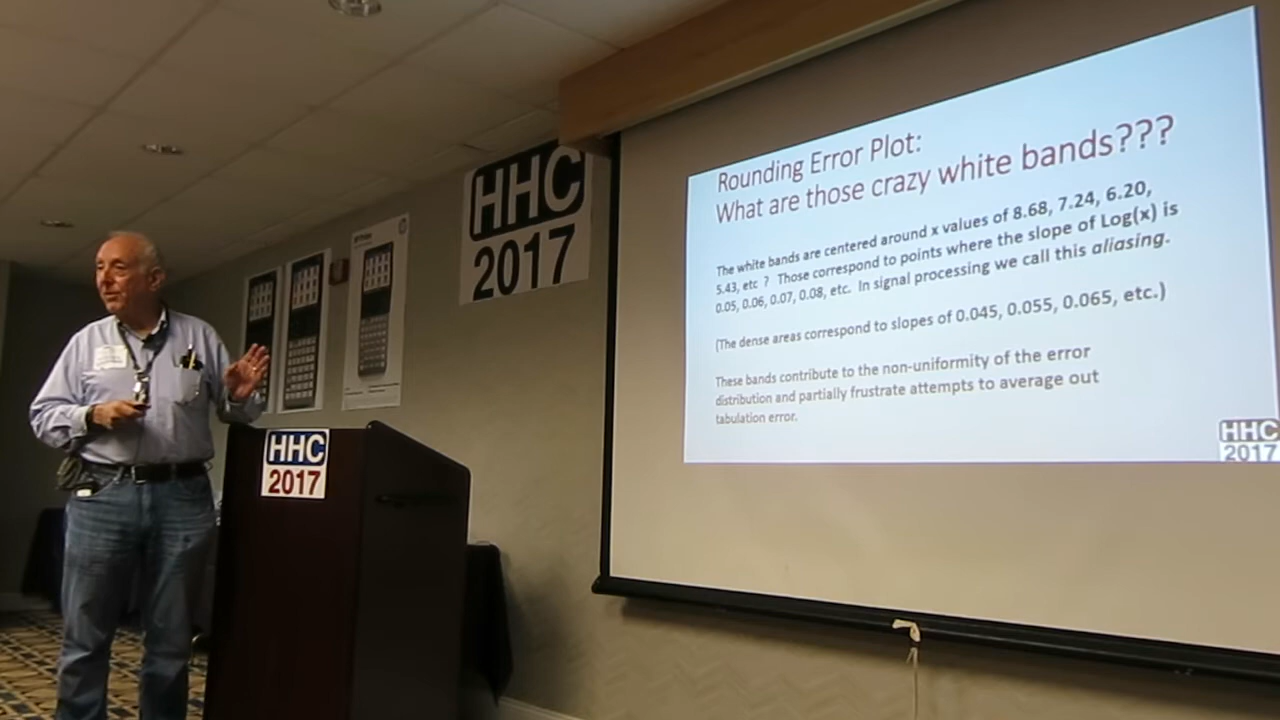 HHC
2017
HHC
2017
Rounding Error Plot:
What are those crazy white bands???
The white bands are centered around x values of 8.68, 7.24, 6.20,
5.43, etc ? Those correspond to points where the slope of Log(x) is
0.05, 0.06, 0.07, 0.08, etc. In signal processing we call this aliasing.
(The dense areas correspond to slopes of 0.045, 0.055, 0.065, etc.)
These bands contribute to the non-uniformity of the error
distribution and partially frustrate attempts to average out
tabulation error.
HHC
2017